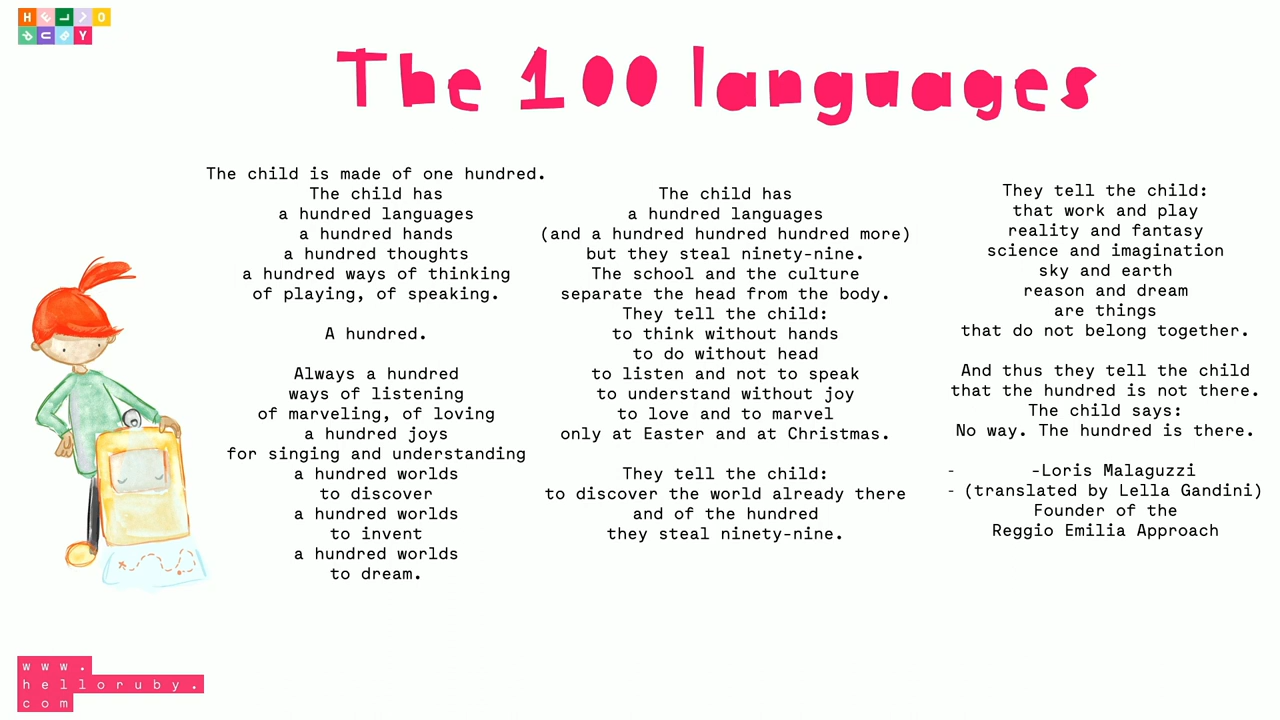 HELLO
RUBY
The 100 languages
The child is made of one hundred.
The child has
a hundred languages
a hundred hands
a hundred thoughts
a hundred ways of thinking
of playing, of speaking.
A hundred.
Always a hundred
ways of listening
of marveling, of loving
a hundred joys
for singing and understanding
a hundred worlds
to discover
a hundred worlds
to invent
a hundred worlds
to dream.
The child has
a hundred languages
(and a hundred hundred hundred more)
but they steal ninety-nine.
The school and the culture
separate the head from the body.
They tell the child:
to think without hands
to do without head
to listen and not to speak
to understand without joy
to love and to marvel
only at Easter and at Christmas.
They tell the child:
to discover the world already there
and of the hundred
they steal ninety-nine.
They tell the child:
that work and play
reality and fantasy
science and imagination
sky and earth
reason and dream
are things
that do not belong together.
And thus they tell the child
that the hundred is not there.
The child says:
No way. The hundred is there.
- -Loris Malaguzzi
- (translated by Lella Gandini)
Founder of the
Reggio Emilia Approach
www.
helloruby.
com